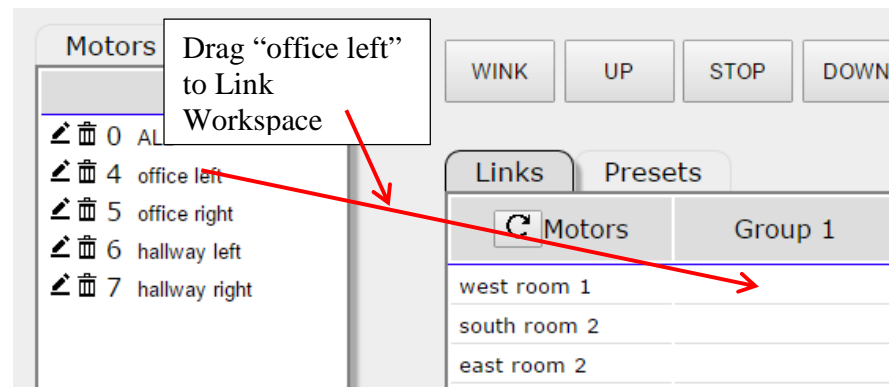 Motors
Drag “office left”
to Link
Workspace
WINK UP STOP DOWN
0
4 office left
5 office right
6 hallway left
7 hallway right
Links Presets
Motors Group 1
west room 1
south room 2
east room 2